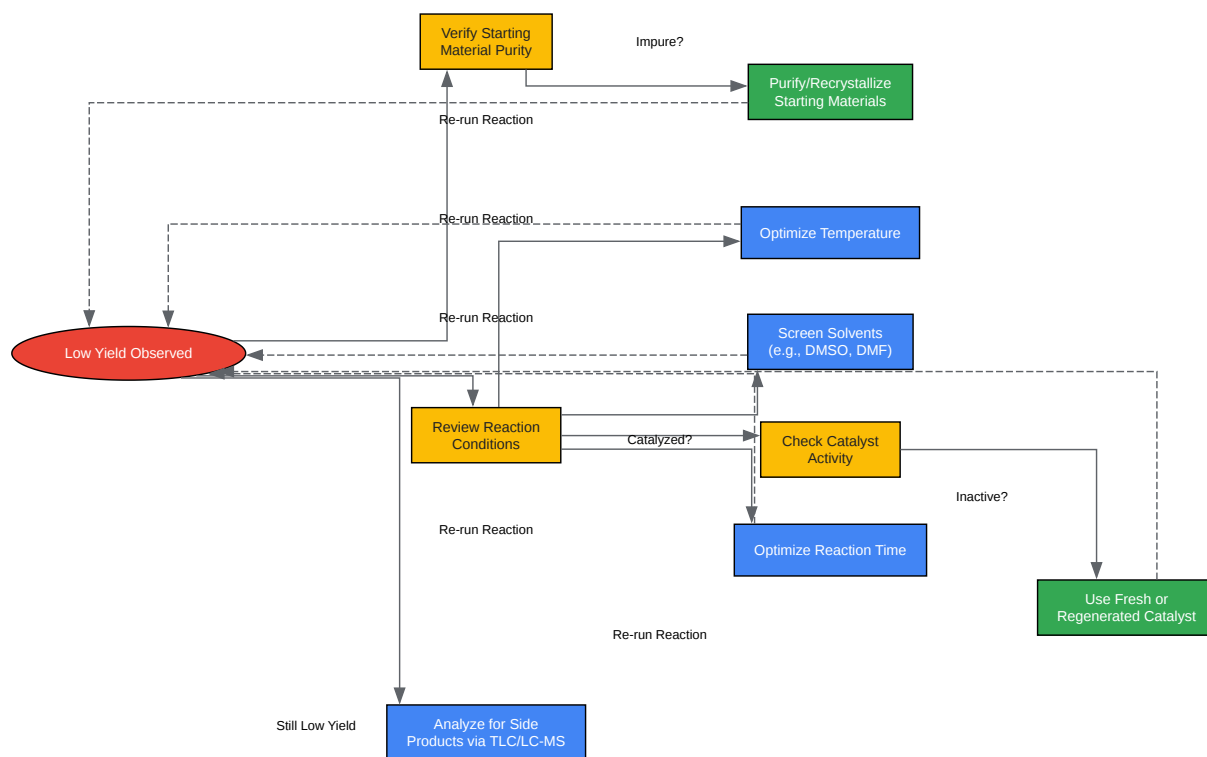 Verify Starting
Material Purity
Impure?
Purify/Recrystallize
Starting Materials
Re-run Reaction
Re-run Reaction
Optimize Temperature
Re-run Reaction
Screen Solvents
(e.g., DMSO, DMF)
Low Yield Observed
Review Reaction
Conditions
Catalyzed?
Check Catalyst
Activity
Inactive?
Re-run Reaction
Optimize Reaction Time
Use Fresh or
Regenerated Catalyst
Re-run Reaction
Still Low Yield
Analyze for Side
Products via TLC/LC-MS